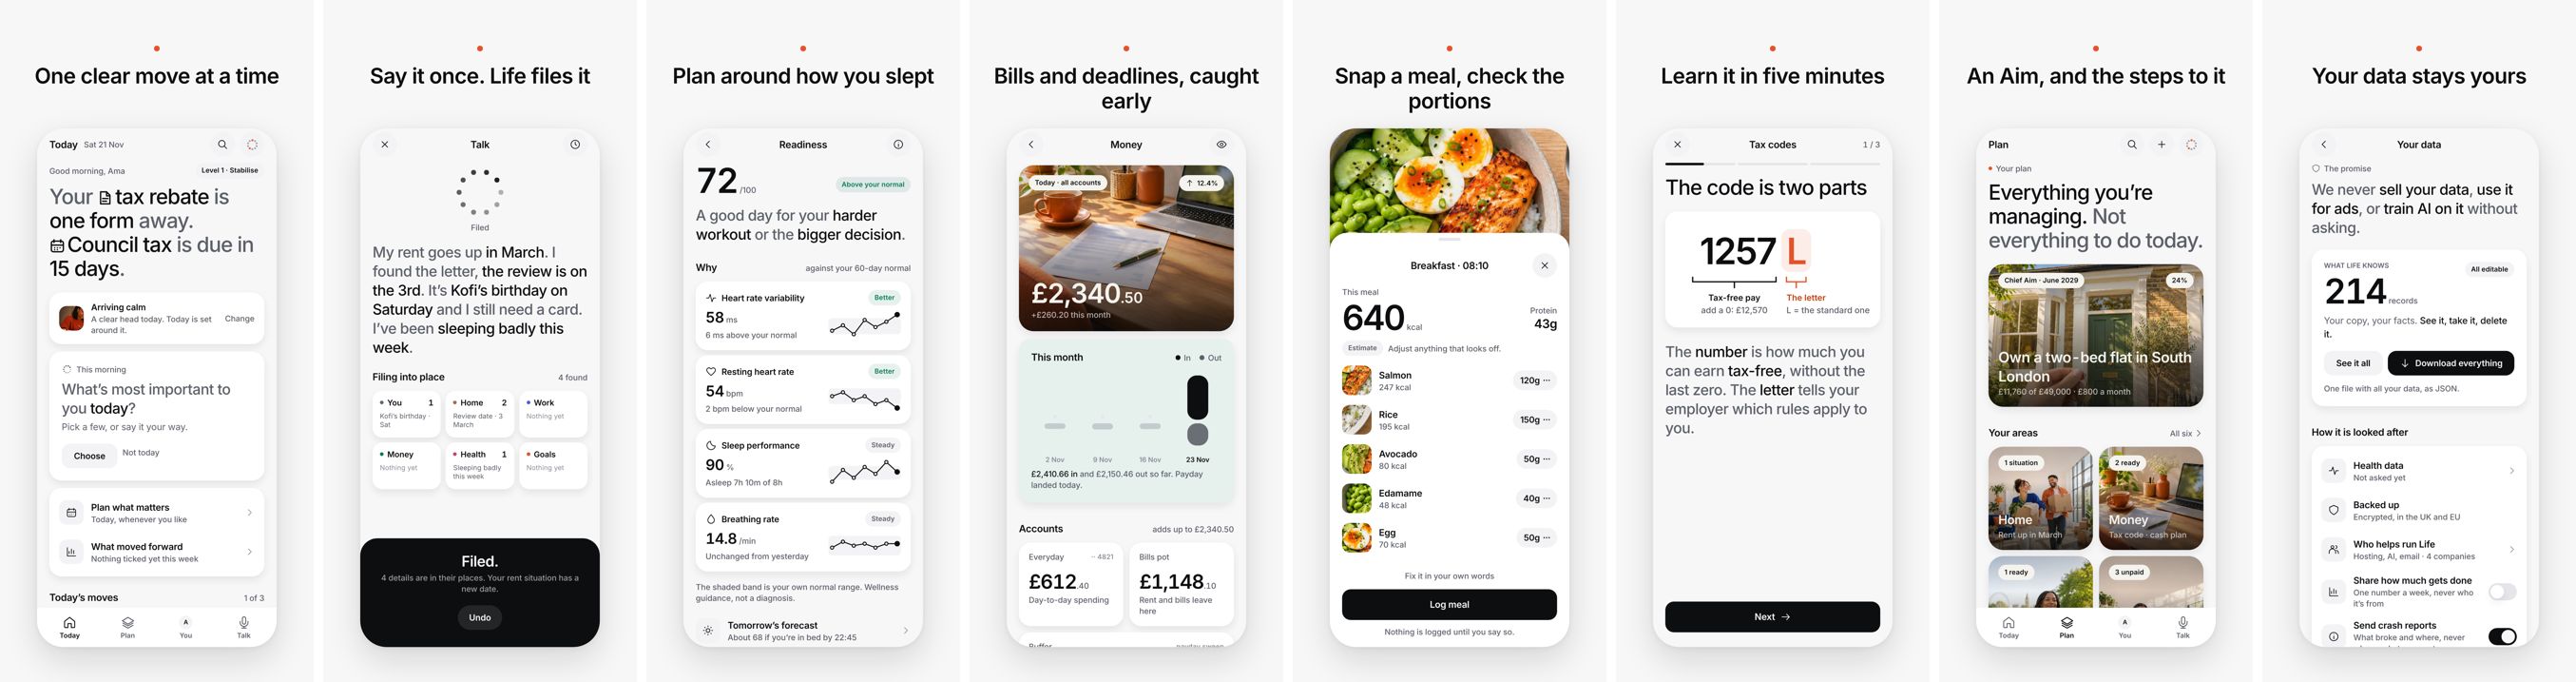 One clear move at a time
Today Sat 21 Nov
Good morning, Ama
Level 1 · Stabilise
Your tax rebate is
one form away.
Council tax is due in
15 days.
Arriving calm
A clear head today. Today is set
around it.
Change
This morning
What's most important to
you today?
Pick a few, or say it your way.
Choose
Not today
Plan what matters
Today, whenever you like
What moved forward
Nothing ticked yet this week
Today's moves
1 of 3
Today
Plan
A
You
Talk
Say it once. Life files it
Talk
Filed
My rent goes up in March. I
found the letter, the review is on
the 3rd. It's Kofi's birthday on
Saturday and I still need a card.
I've been sleeping badly this
week.
Filing into place
4 found
You 1
Kofi's birthday ·
Sat
Home 2
Review date · 3
March
Work
Nothing yet
Money
Nothing yet
Health 1
Sleeping badly
this week
Goals
Nothing yet
Filed.
4 details are in their places. Your rent situation has a
new date.
Undo
Plan around how you slept
Readiness
72 /100
Above your normal
A good day for your harder
workout or the bigger decision.
Why
against your 60-day normal
Heart rate variability
Better
58 ms
6 ms above your normal
Resting heart rate
Better
54 bpm
2 bpm below your normal
Sleep performance
Steady
90 %
Asleep 7h 10m of 8h
Breathing rate
Steady
14.8 /min
Unchanged from yesterday
The shaded band is your own normal range. Wellness
guidance, not a diagnosis.
Tomorrow's forecast
About 68 if you're in bed by 22:45
Bills and deadlines, caught
early
Money
Today · all accounts
↑ 12.4%
£2,340.50
+£260.20 this month
This month
In
Out
2 Nov
9 Nov
16 Nov
23 Nov
£2,410.66 in and £2,150.46 out so far. Payday
landed today.
Accounts
adds up to £2,340.50
Everyday
·· 4821
£612.40
Day-to-day spending
Bills pot
£1,148.10
Rent and bills leave
here
Snap a meal, check the
portions
Breakfast · 08:10
This meal
640 kcal
Protein
43g
Estimate
Adjust anything that looks off.
Salmon
247 kcal
120g ···
Rice
195 kcal
150g ···
Avocado
80 kcal
50g ···
Edamame
48 kcal
40g ···
Egg
70 kcal
50g ···
Fix it in your own words
Log meal
Nothing is logged until you say so.
Learn it in five minutes
Tax codes
1 / 3
The code is two parts
1257 L
Tax-free pay
add a 0: £12,570
The letter
L = the standard one
The number is how much you
can earn tax-free, without the
last zero. The letter tells your
employer which rules apply to
you.
Next →
An Aim, and the steps to it
Plan
Your plan
Everything you're
managing. Not
everything to do today.
Chief Aim · June 2029
24%
Own a two-bed flat in South
London
£11,760 of £49,000 · £800 a month
Your areas
All six
1 situation
Home
Rent up in March
2 ready
Money
Tax code · cash plan
1 ready
3 unpaid
Today
Plan
A
You
Talk
Your data stays yours
Your data
The promise
We never sell your data, use it
for ads, or train AI on it without
asking.
WHAT LIFE KNOWS
All editable
214 records
Your copy, your facts. See it, take it, delete
it.
See it all
↓ Download everything
One file with all your data, as JSON.
How it is looked after
Health data
Not asked yet
Backed up
Encrypted, in the UK and EU
Who helps run Life
Hosting, AI, email · 4 companies
Share how much gets done
One number a week, never who
it's from
Send crash reports
What broke and where, never